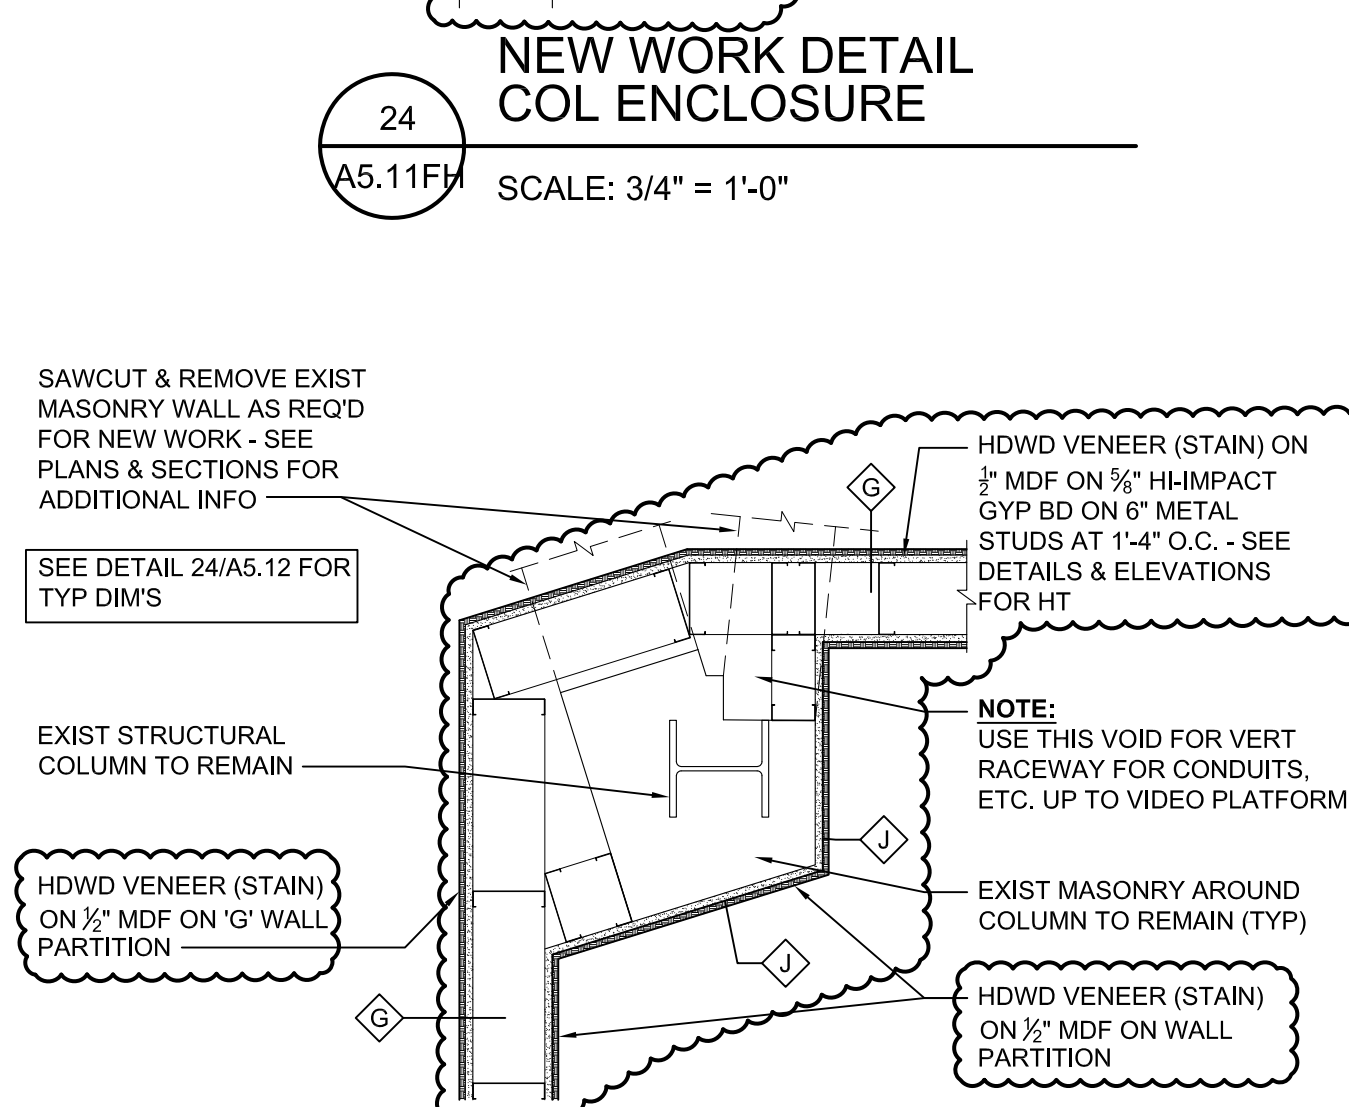 NEW WORK DETAIL
COL ENCLOSURE
24
A5.11FH
SCALE: 3/4" = 1'-0"
SAWCUT & REMOVE EXIST
MASONRY WALL AS REQ'D
FOR NEW WORK - SEE
PLANS & SECTIONS FOR
ADDITIONAL INFO
SEE DETAIL 24/A5.12 FOR
TYP DIM'S
EXIST STRUCTURAL
COLUMN TO REMAIN
HDWD VENEER (STAIN)
ON ½" MDF ON 'G' WALL
PARTITION
G
G
J
J
HDWD VENEER (STAIN) ON
½" MDF ON ⅝" HI-IMPACT
GYP BD ON 6" METAL
STUDS AT 1'-4" O.C. - SEE
DETAILS & ELEVATIONS
FOR HT
NOTE:
USE THIS VOID FOR VERT
RACEWAY FOR CONDUITS,
ETC. UP TO VIDEO PLATFORM
EXIST MASONRY AROUND
COLUMN TO REMAIN (TYP)
HDWD VENEER (STAIN)
ON ½" MDF ON WALL
PARTITION